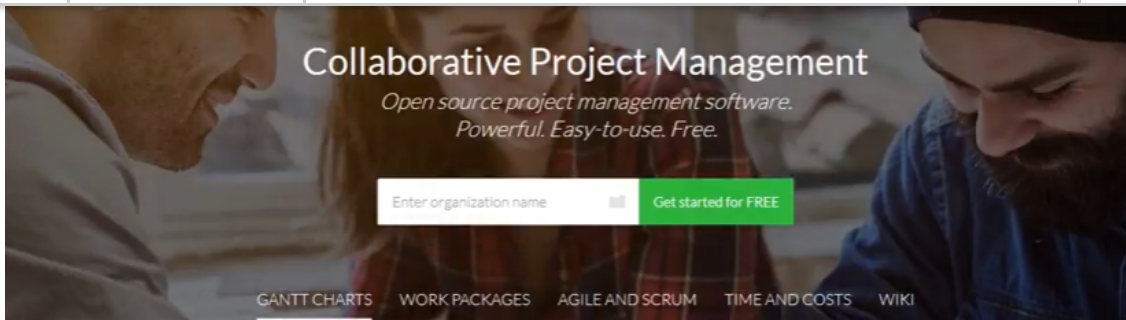 Collaborative Project Management
Open source project management software.
Powerful. Easy-to-use. Free.
Enter organization name Get started for FREE
GANTT CHARTS WORK PACKAGES AGILE AND SCRUM TIME AND COSTS WIKI